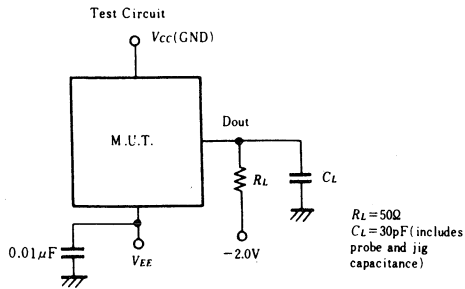 Test Circuit
VCC(GND)
M.U.T.
Dout
RL
CL
0.01μF
VEE
−2.0V
RL=50Ω
CL=30pF(includes
probe and jig
capacitance)